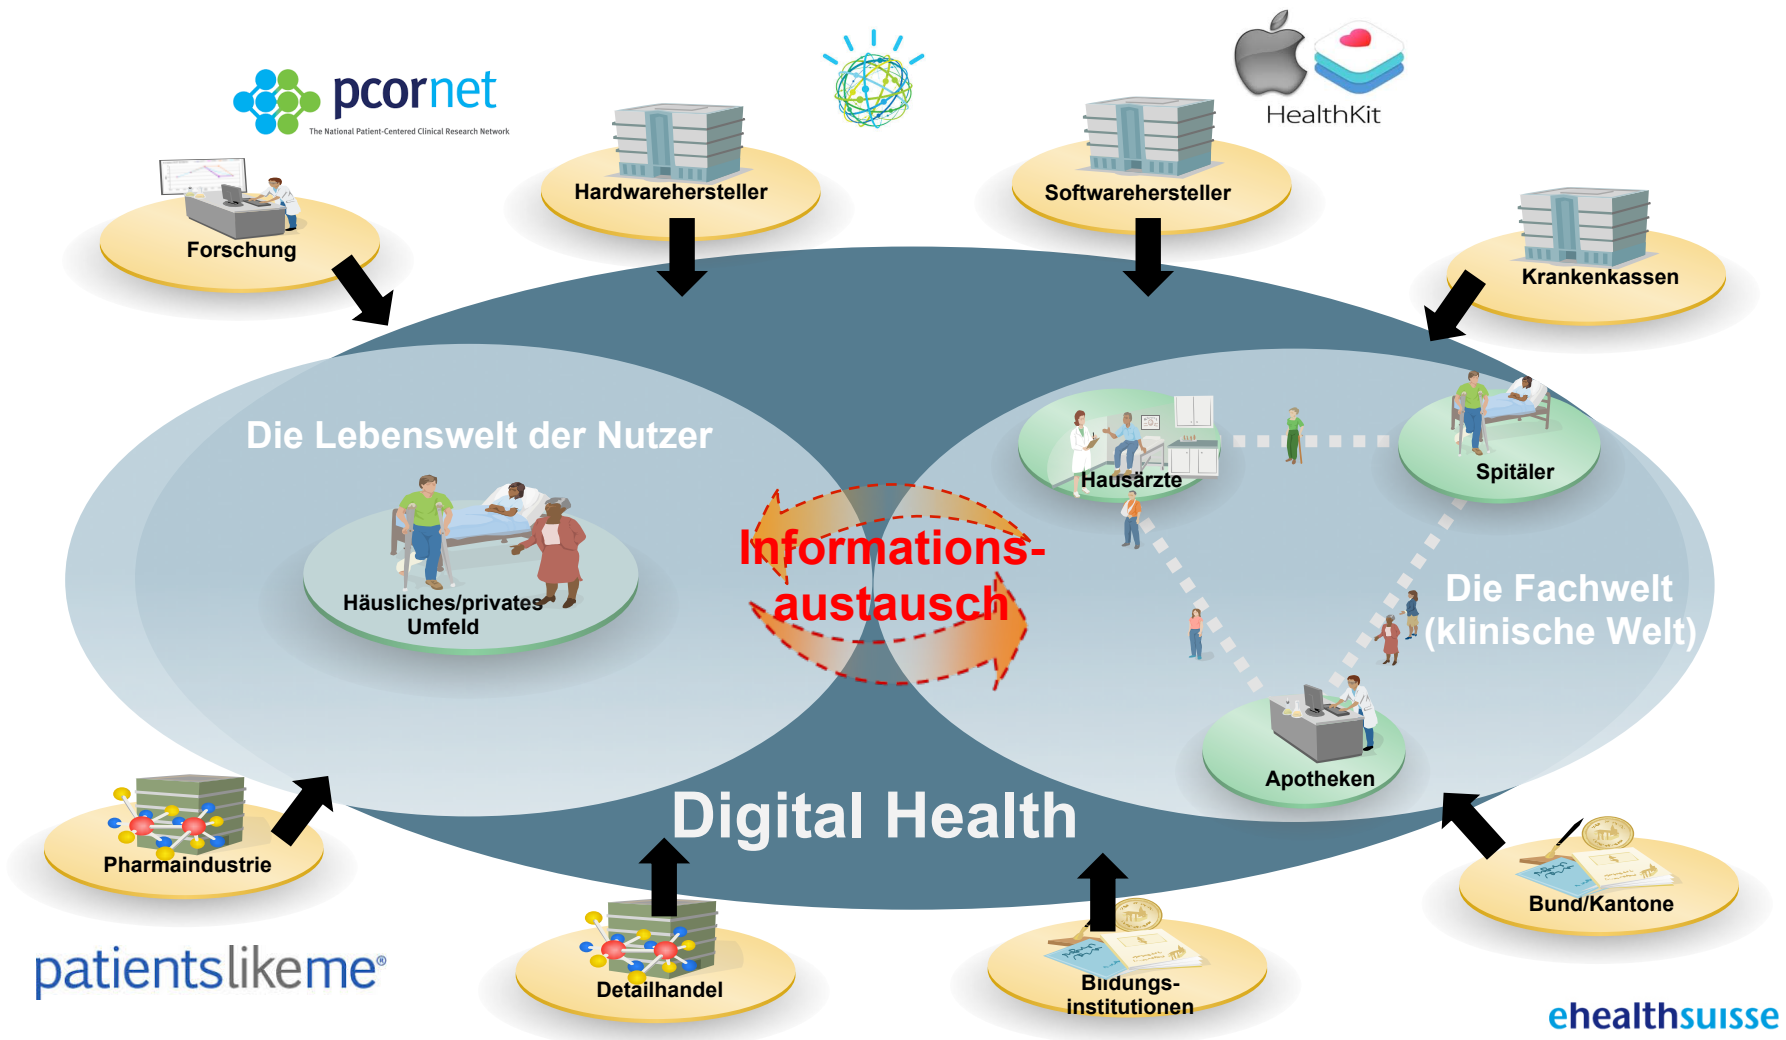 pcornet
The National Patient-Centered Clinical Research Network
HealthKit
Hardwarehersteller
Softwarehersteller
Forschung
Krankenkassen
Die Lebenswelt der Nutzer
Hausärzte
Spitäler
Informations-
austausch
Häusliches/privates
Umfeld
Die Fachwelt
(klinische Welt)
Apotheken
Digital Health
Pharmaindustrie
Bund/Kantone
patientslikeme®
Detailhandel
Bildungs-
institutionen
ehealthsuisse